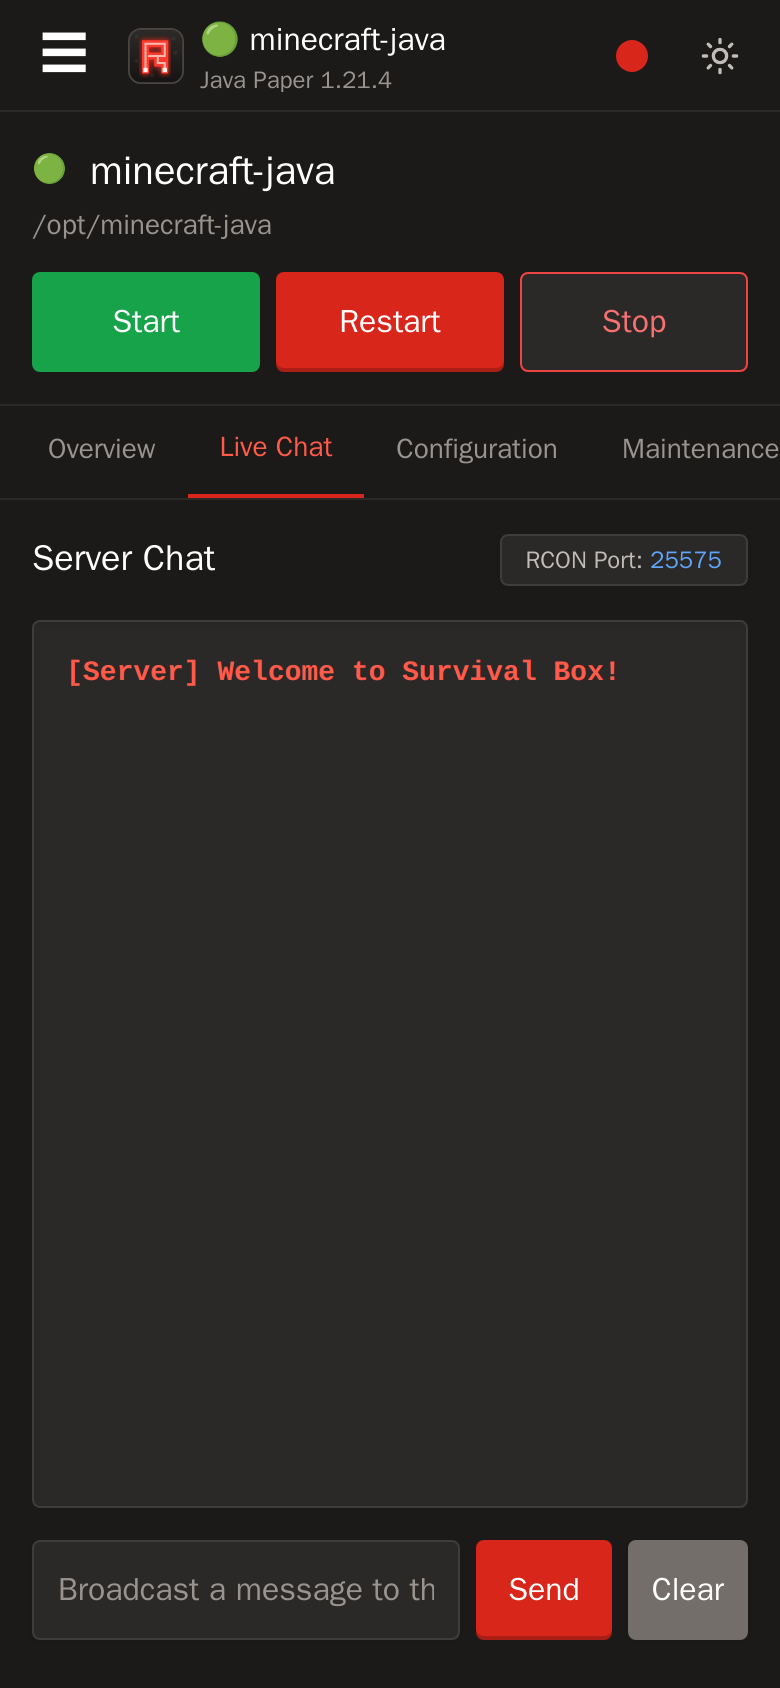 minecraft-java
Java Paper 1.21.4
minecraft-java
/opt/minecraft-java
Start Restart Stop
Overview Live Chat Configuration Maintenance
Server Chat
RCON Port: 25575
[Server] Welcome to Survival Box!
Broadcast a message to th
Send
Clear